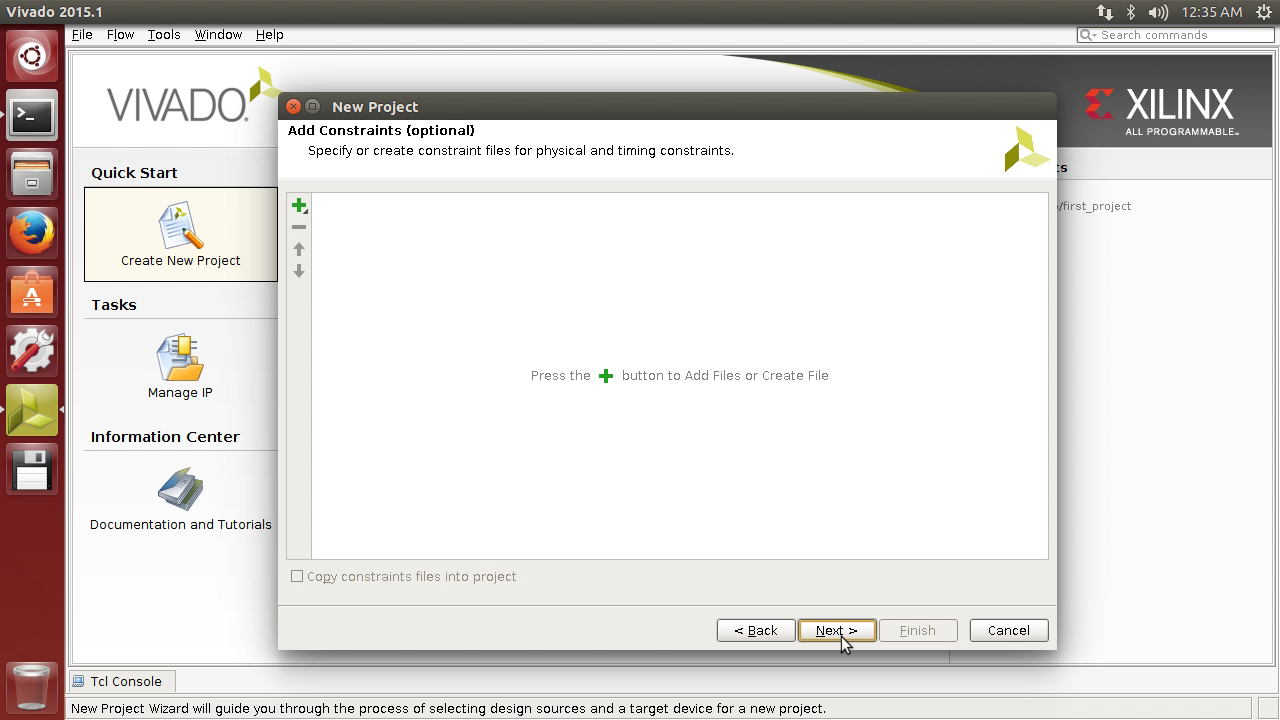 Vivado 2015.1
12:35 AM
File Flow Tools Window Help
Search commands
VIVADO.
XILINX
ALL PROGRAMMABLE™
New Project
Add Constraints (optional)
Specify or create constraint files for physical and timing constraints.
Quick Start
Create New Project
Tasks
Manage IP
Information Center
Documentation and Tutorials
ts
/first_project
Press the button to Add Files or Create File
Copy constraints files into project
< Back Next > Finish Cancel
Tcl Console
New Project Wizard will guide you through the process of selecting design sources and a target device for a new project.